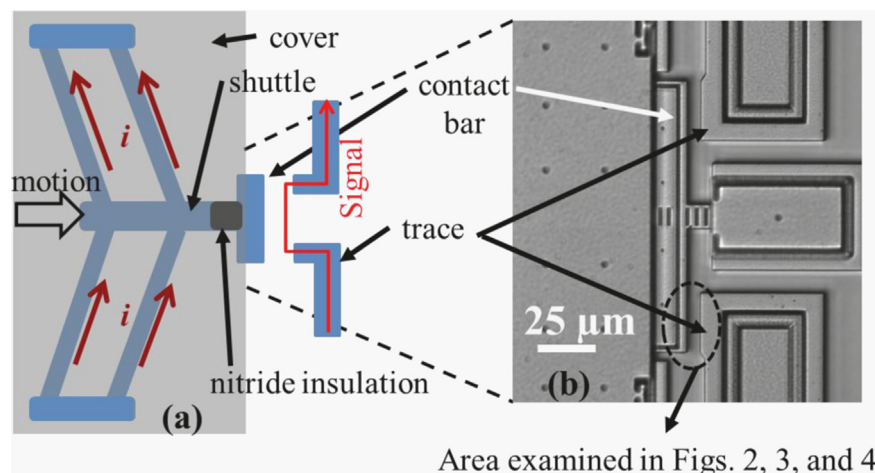 cover
shuttle
contact
bar
i
motion
Signal
trace
i
25 μm
nitride insulation
(a)
(b)
Area examined in Figs. 2, 3, and 4